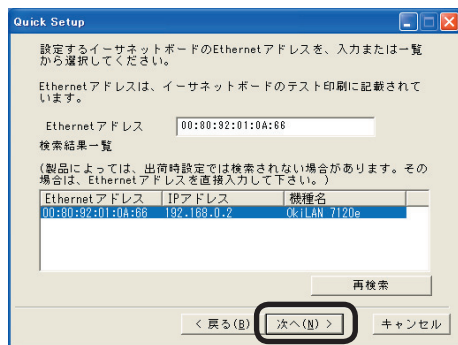 Quick Setup
設定するイーサネットボードのEthernetアドレスを、入力または一覧
から選択してください。
Ethernetアドレスは、イーサネットボードのテスト印刷に記載されて
います。
Ethernetアドレス 00:80:92:01:0A:66
検索結果一覧
(製品によっては、出荷時設定では検索されない場合があります。その
場合は、Ethernetアドレスを直接入力して下さい。)
Ethernetアドレス IPアドレス 機種名
00:80:92:01:0A:66 192.168.0.2 OkiLAN 7120e
再検索
< 戻る(B) 次へ(N) > キャンセル